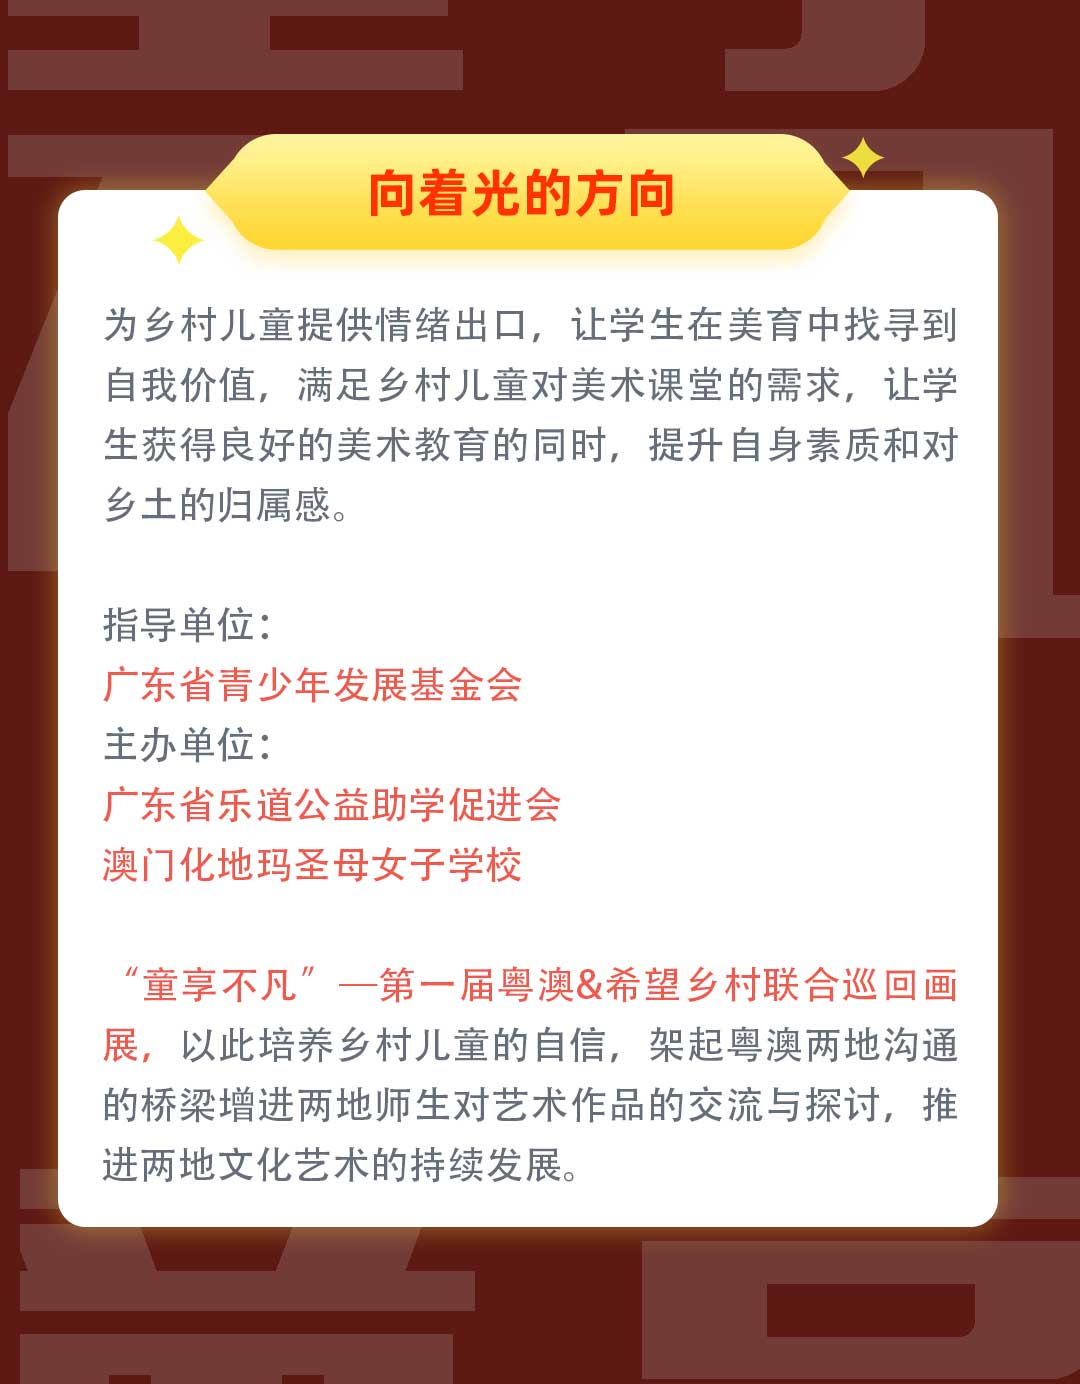 向着光的方向
为乡村儿童提供情绪出口，让学生在美育中找寻到
自我价值，满足乡村儿童对美术课堂的需求，让学
生获得良好的美术教育的同时，提升自身素质和对
乡土的归属感。
指导单位：
广东省青少年发展基金会
主办单位：
广东省乐道公益助学促进会
澳门化地玛圣母女子学校
“童享不凡”—第一届粤澳&希望乡村联合巡回画
展，以此培养乡村儿童的自信，架起粤澳两地沟通
的桥梁增进两地师生对艺术作品的交流与探讨，推
进两地文化艺术的持续发展。